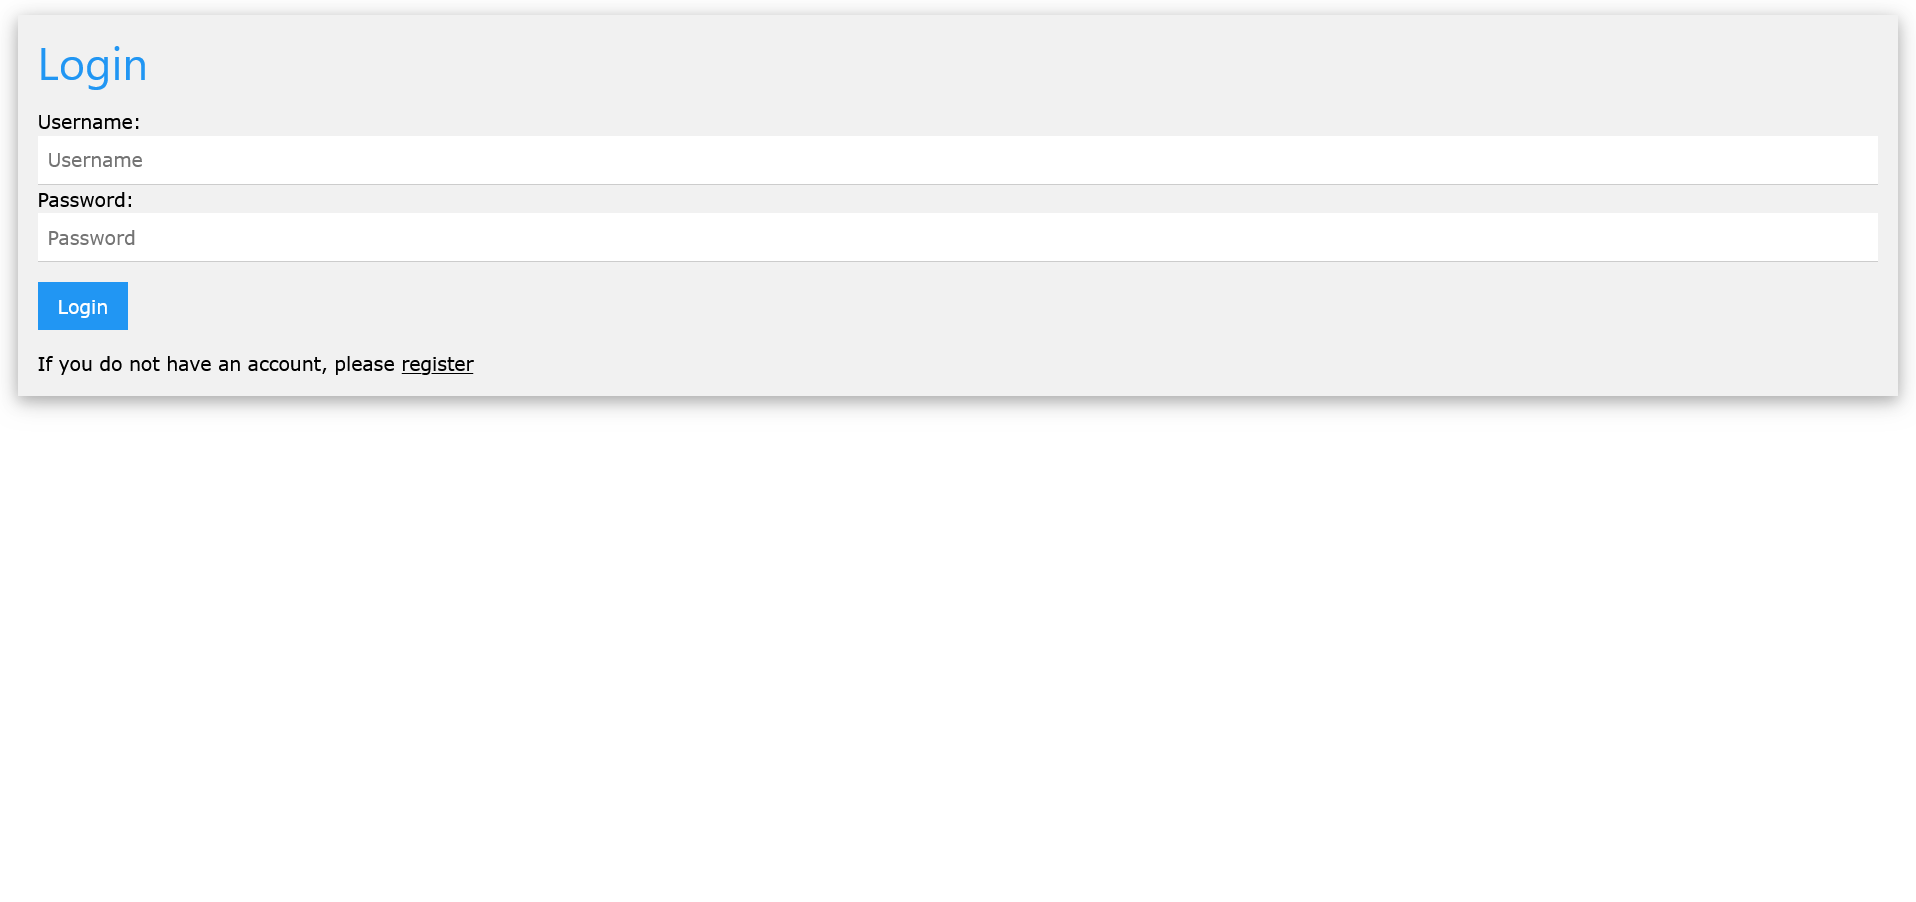 Login
Username:
Username
Password:
Password
Login
If you do not have an account, please register